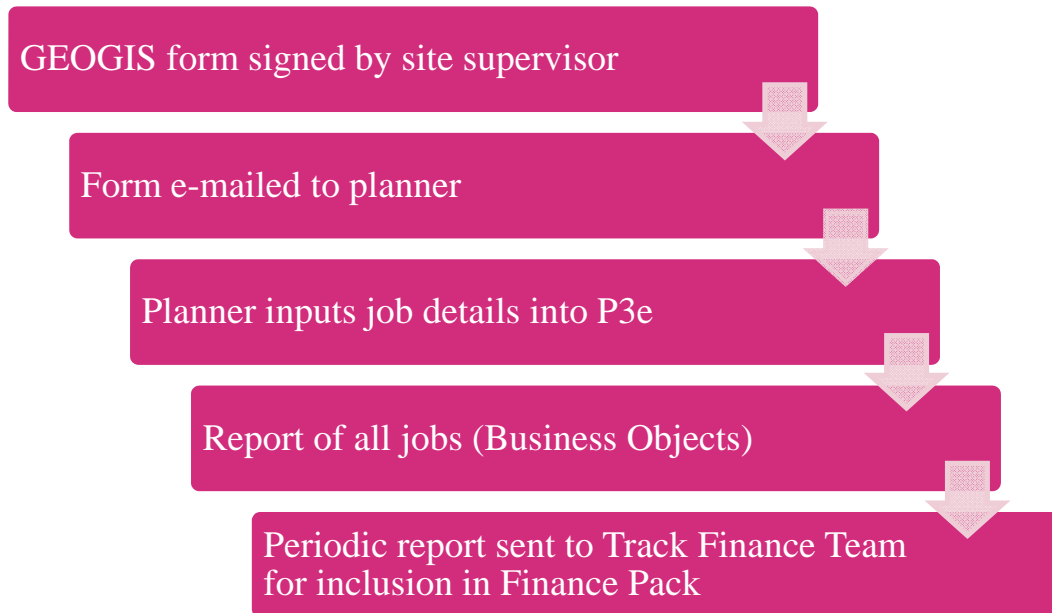 GEOGIS form signed by site supervisor
Form e-mailed to planner
Planner inputs job details into P3e
Report of all jobs (Business Objects)
Periodic report sent to Track Finance Team
for inclusion in Finance Pack